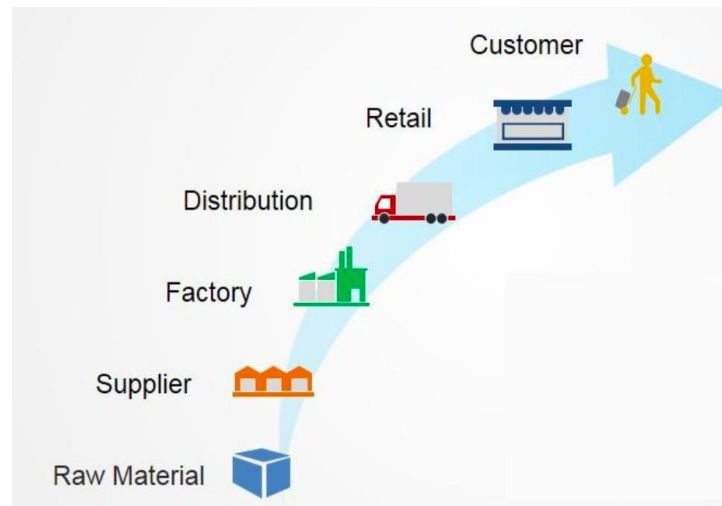 Customer
Retail
Distribution
Factory
Supplier
Raw Material